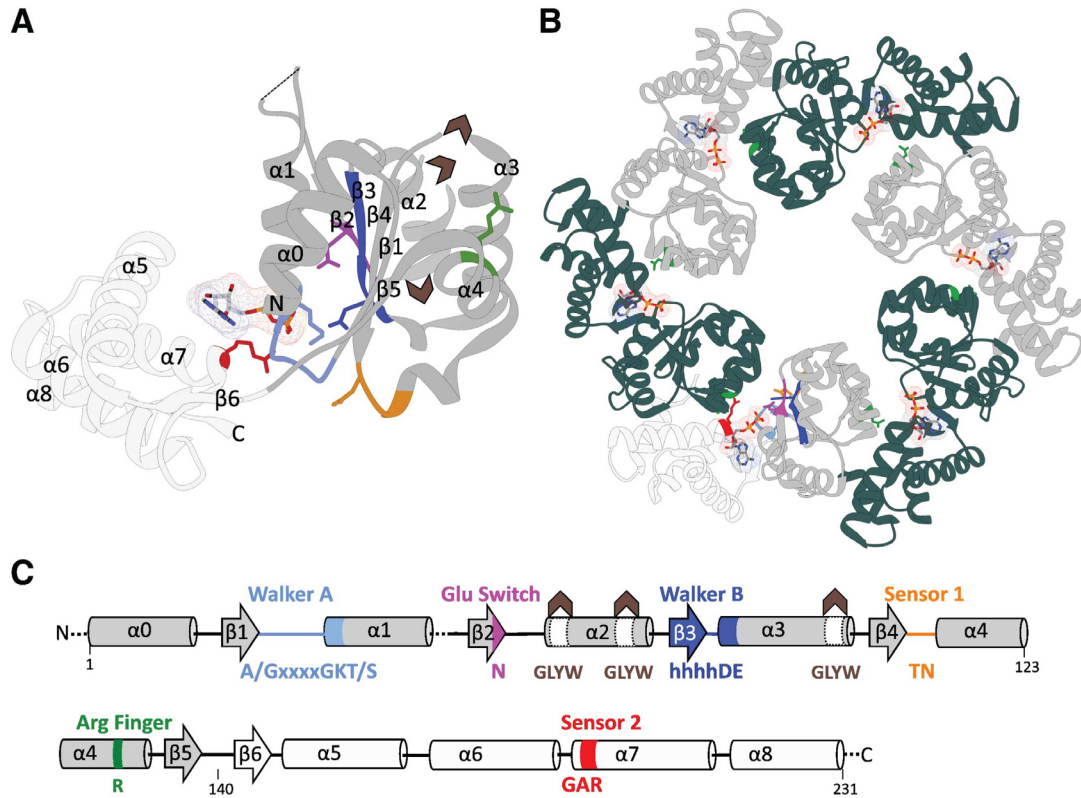 A
B
α1
α3
β3
α2
β2
β4
β1
α0
α5
β5
α4
N
α6
α7
α8
β6
C
C
Walker A
Glu Switch
Walker B
Sensor 1
N
α0
β1
α1
β2
α2
β3
α3
β4
α4
1
A/GxxxxGKT/S
N
GLYW
GLYW
hhhhDE
GLYW
TN
123
Arg Finger
Sensor 2
α4
β5
β6
α5
α6
α7
α8
C
R
140
GAR
231